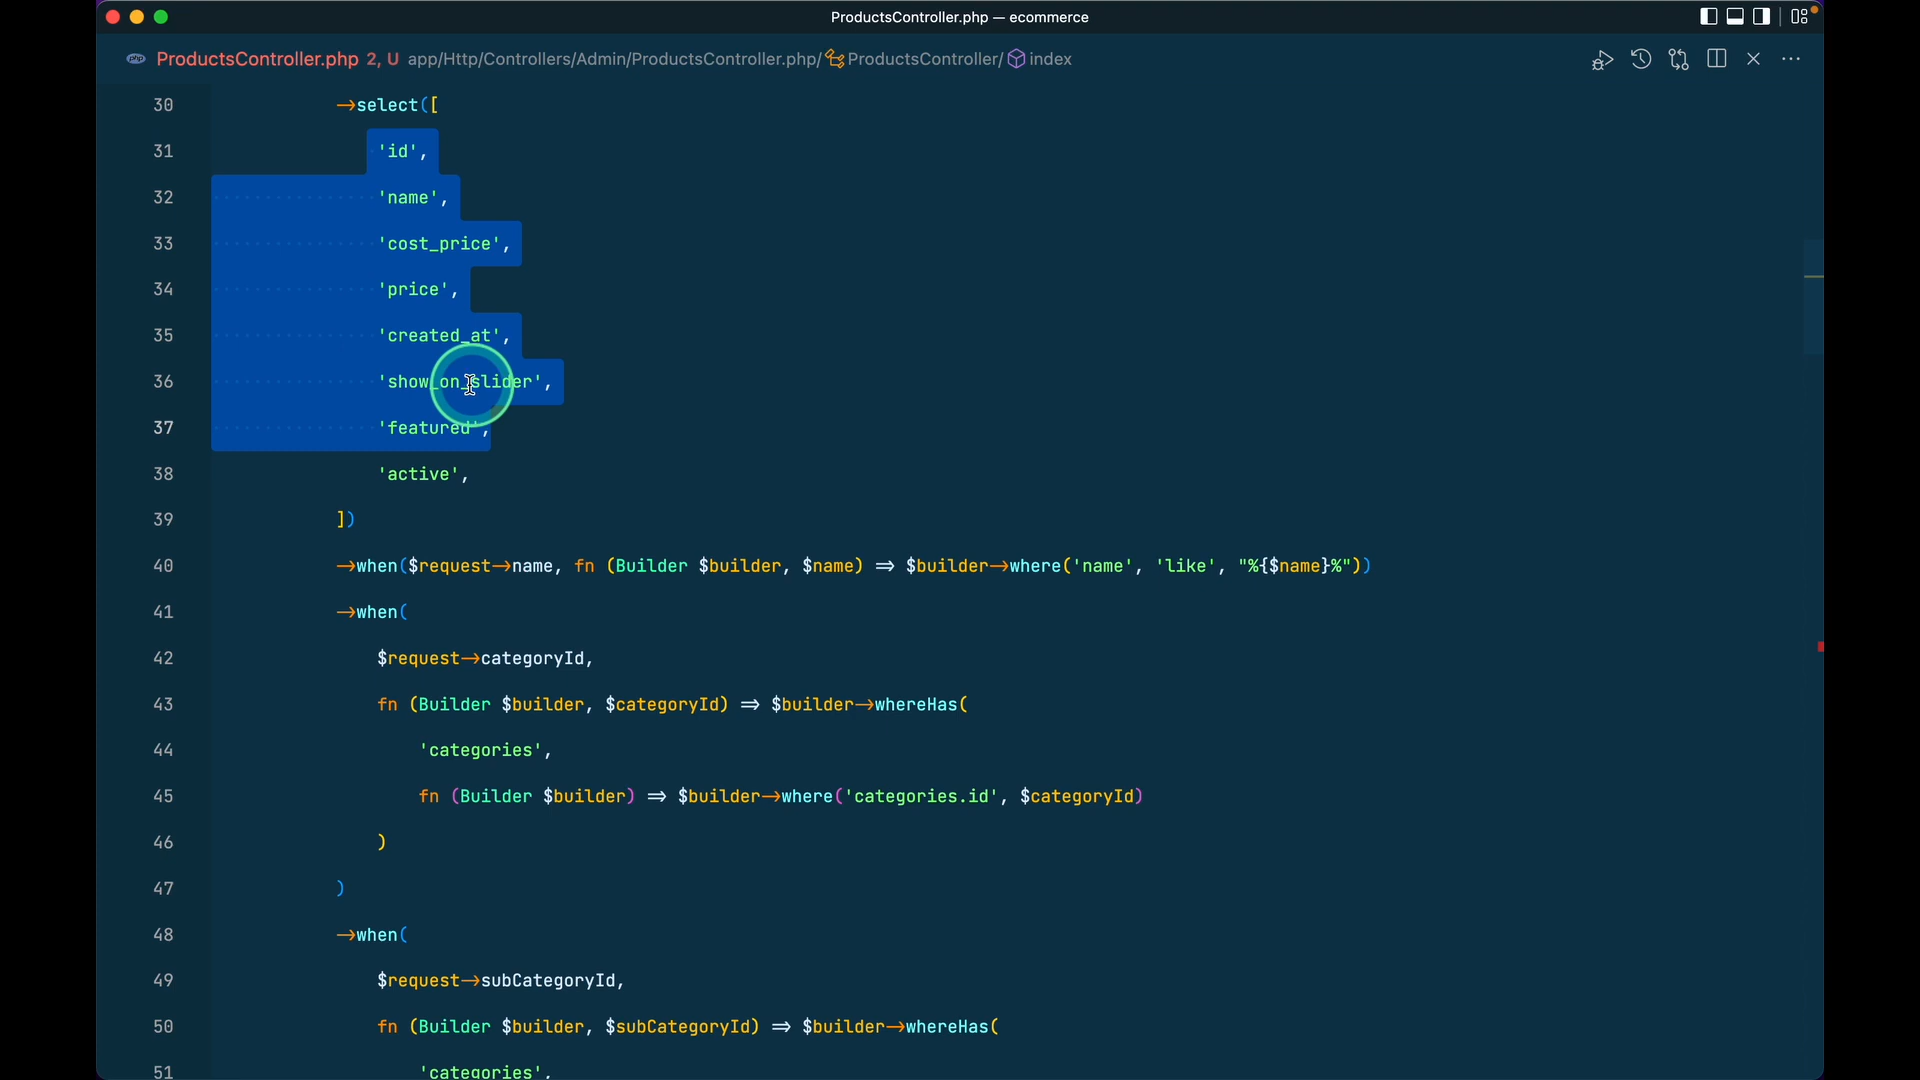 ProductsController.php — ecommerce
php ProductsController.php 2, U app/Http/Controllers/Admin/ProductsController.php/ ProductsController/ index
30 →select([
31 'id',
32 'name',
33 'cost_price',
34 'price',
35 'created_at',
36 'show_on_slider',
37 'featured',
38 'active',
39 ])
40 →when($request→name, fn (Builder $builder, $name) ⇒ $builder→where('name', 'like', "%{$name}%"))
41 →when(
42 $request→categoryId,
43 fn (Builder $builder, $categoryId) ⇒ $builder→whereHas(
44 'categories',
45 fn (Builder $builder) ⇒ $builder→where('categories.id', $categoryId)
46 )
47 )
48 →when(
49 $request→subCategoryId,
50 fn (Builder $builder, $subCategoryId) ⇒ $builder→whereHas(
51 'categories',